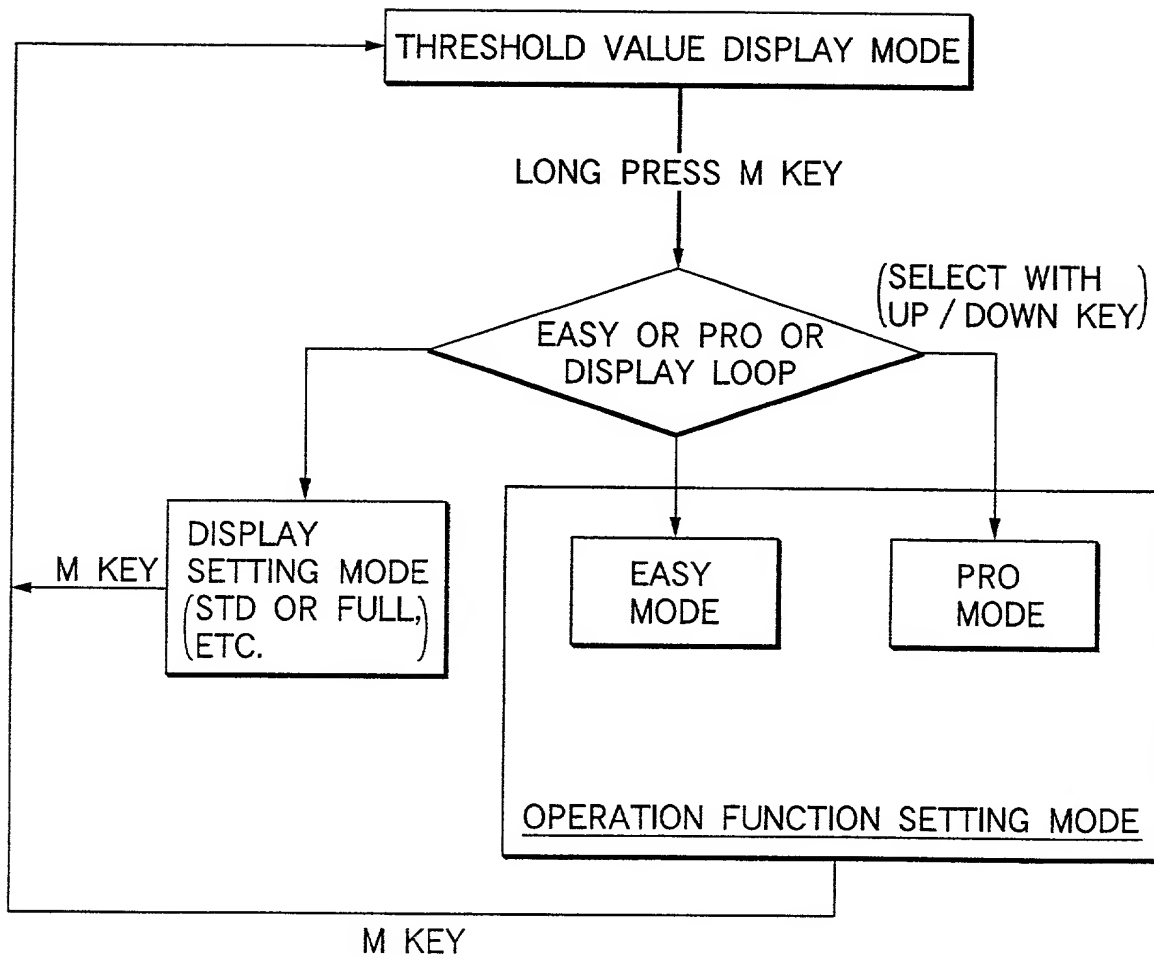 THRESHOLD VALUE DISPLAY MODE
LONG PRESS M KEY
(SELECT WITH
UP / DOWN KEY)
EASY OR PRO OR
DISPLAY LOOP
DISPLAY
SETTING MODE
(STD OR FULL,
ETC.)
M KEY
EASY
MODE
PRO
MODE
OPERATION FUNCTION SETTING MODE
M KEY